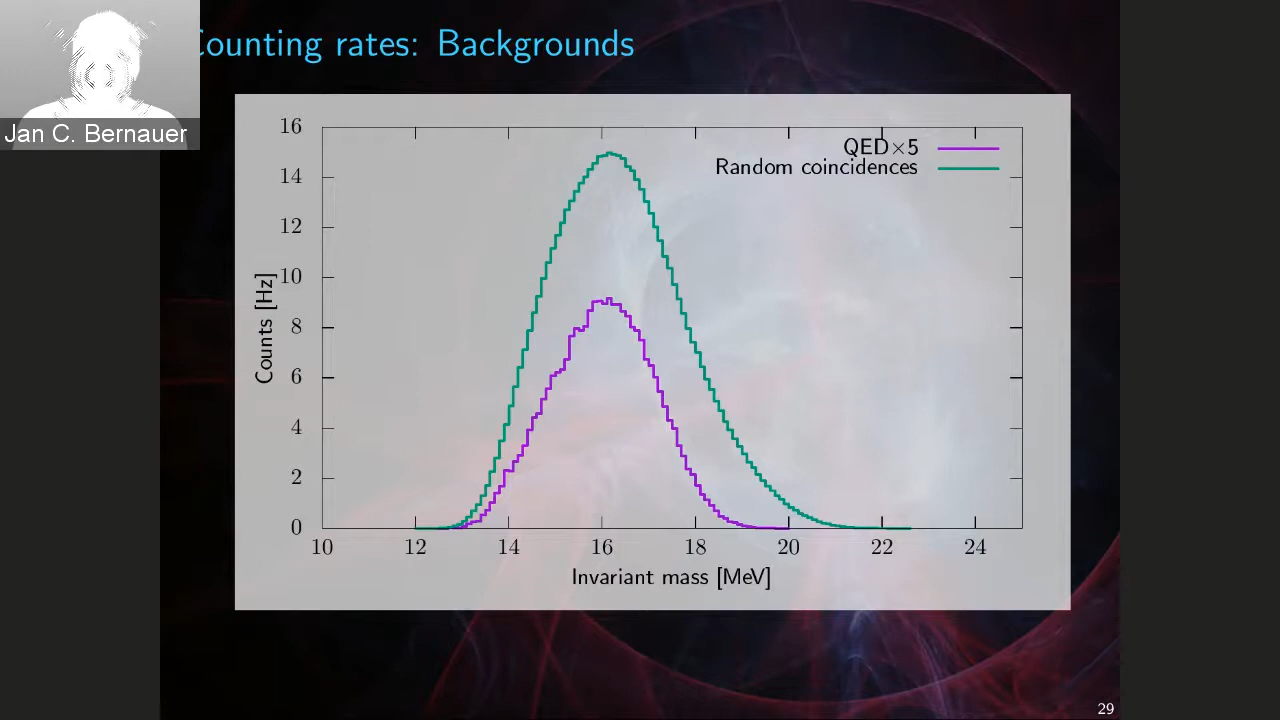 Counting rates: Backgrounds
Jan C. Bernauer
QED×5
Random coincidences
16
14
12
10
8
6
4
2
0
Counts [Hz]
10 12 14 16 18 20 22 24
Invariant mass [MeV]
29